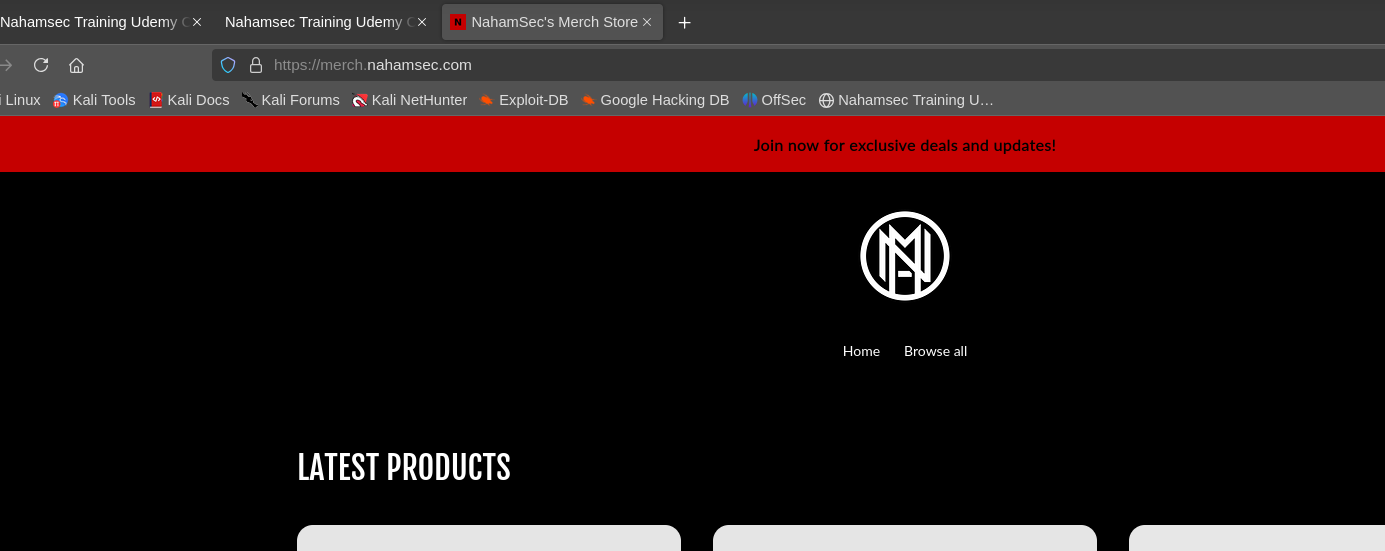 Nahamsec Training Udemy C
Nahamsec Training Udemy C
NahamSec's Merch Store
https://merch.nahamsec.com
i Linux
Kali Tools
Kali Docs
Kali Forums
Kali NetHunter
Exploit-DB
Google Hacking DB
OffSec
Nahamsec Training U…
Join now for exclusive deals and updates!
Home
Browse all
LATEST PRODUCTS